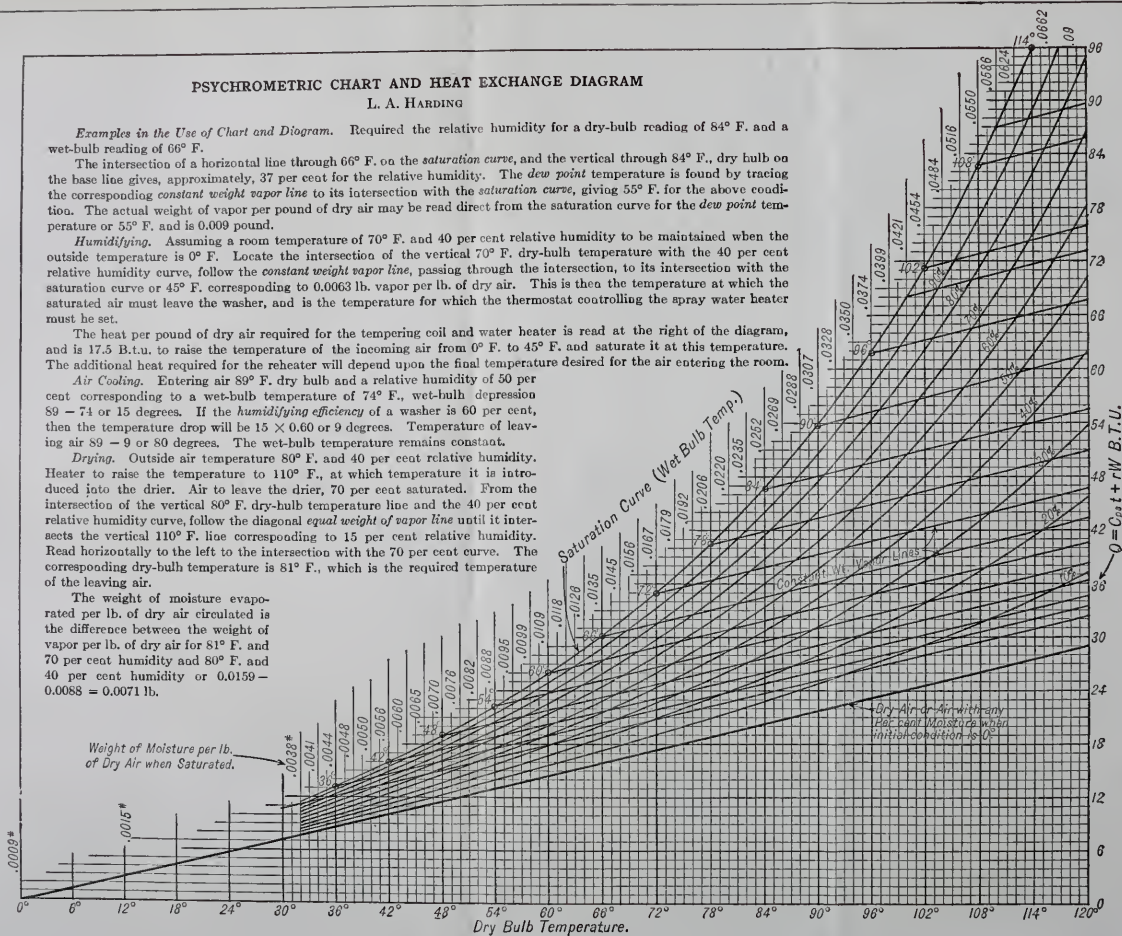 PSYCHROMETRIC CHART AND HEAT EXCHANGE DIAGRAM
L. A. HARDING
Examples in the Use of Chart and Diogram. Required the relative humidity for a dry-bulb reading of 84° F. and a
wet-bulb reading of 66° F.
The intersection of a horizontal line through 66° F. on the saturation curve, and the vertical through 84° F., dry bulb on
the base line gives, approximately, 37 per cent for the relative humidity. The dew point temperature is found by tracing
the corresponding constant weight vapor line to its intersection with the saturation curve, giving 55° F. for the above condi-
tion. The actual weight of vapor per pound of dry air may be read direct from the saturation curve for the dew point tem-
perature or 55° F. and is 0.009 pound.
Humidifying. Assuming a room temperature of 70° F. and 40 per cent relative humidity to be maintained when the
outside temperature is 0° F. Locate the intersection of the vertical 70° F. dry-bulb temperature with the 40 per cent
relative humidity curve, follow the constant weight vapor line, passing through the intersection, to its intersection with the
saturation curve or 45° F. corresponding to 0.0063 lb. vapor per lb. of dry air. This is then the temperature at which the
saturated air must leave the washer, and is the temperature for which the thermostat controlling the spray water heater
must be set.
The heat per pound of dry air required for the tempering coil and water heater is read at the right of the diagram,
and is 17.5 B.t.u. to raise the temperature of the incoming air from 0° F. to 45° F. and saturate it at this temperature.
The additional heat required for the reheater will depend upon the final temperature desired for the air entering the room.
Air Cooling. Entering air 89° F. dry bulb and a relative humidity of 50 per
cent corresponding to a wet-bulb temperature of 74° F., wet-bulb depression
89 − 74 or 15 degrees. If the humidifying efficiency of a washer is 60 per cent,
then the temperature drop will be 15 × 0.60 or 9 degrees. Temperature of leav-
ing air 89 − 9 or 80 degrees. The wet-bulb temperature remains constant.
Drying. Outside air temperature 80° F. and 40 per cent relative humidity.
Heater to raise the temperature to 110° F., at which temperature it is intro-
duced into the drier. Air to leave the drier, 70 per cent saturated. From the
intersection of the vertical 80° F. dry-bulb temperature line and the 40 per cent
relative humidity curve, follow the diagonal equal weight of vapor line until it inter-
sects the vertical 110° F. line corresponding to 15 per cent relative humidity.
Read horizontally to the left to the intersection with the 70 per cent curve. The
corresponding dry-bulb temperature is 81° F., which is the required temperature
of the leaving air.
The weight of moisture evapo-
rated per lb. of dry air circulated is
the difference between the weight of
vapor per lb. of dry air for 81° F. and
70 per cent humidity and 80° F. and
40 per cent humidity or 0.0159 −
0.0088 = 0.0071 lb.
Weight of Moisture per lb.
of Dry Air when Saturated.
.0009#
.0015#
.0038#
.0041
.0044
.0048
.0050
.0056
.0060
.0065
.0070
.0076
.0082
.0088
.0095
.0099
.0109
.0118
.0126
.0135
.0145
.0156
.0167
.0179
.0192
.0206
.0220
.0235
.0252
.0269
.0288
.0307
.0328
.0350
.0374
.0399
.0421
.0454
.0484
.0516
.0550
.0586
.0624
.0662
.09
Saturation Curve (Wet Bulb Temp.)
36°
42°
48°
54°
60°
66°
72°
78°
84°
90°
96°
102°
108°
114°
90%
80%
70%
60%
50%
40%
30%
20%
10%
Constant Wt. Vapor Lines
Dry Air or Air with any
Per cent Moisture when
initial condition is 0°
96
90
84
78
72
66
60
54
48
42
36
30
24
18
12
6
0
Q = Cpa t + rW B.T.U.
0° 6° 12° 18° 24° 30° 36° 42° 48° 54° 60° 66° 72° 78° 84° 90° 96° 102° 108° 114° 120°
Dry Bulb Temperature.